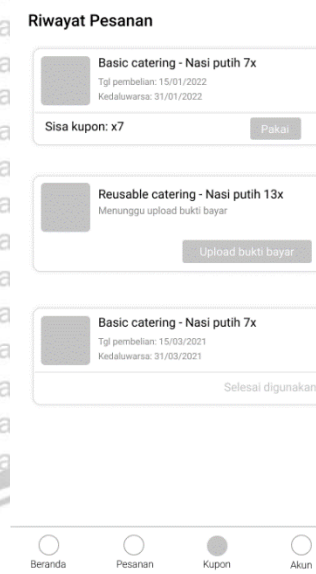 Riwayat Pesanan
Basic catering - Nasi putih 7x
Tgl pembelian: 15/01/2022
Kedaluwarsa: 31/01/2022
Sisa kupon: x7
Pakai
Reusable catering - Nasi putih 13x
Menunggu upload bukti bayar
Upload bukti bayar
Basic catering - Nasi putih 7x
Tgl pembelian: 15/03/2021
Kedaluwarsa: 31/03/2021
Selesai digunakan
Beranda
Pesanan
Kupon
Akun